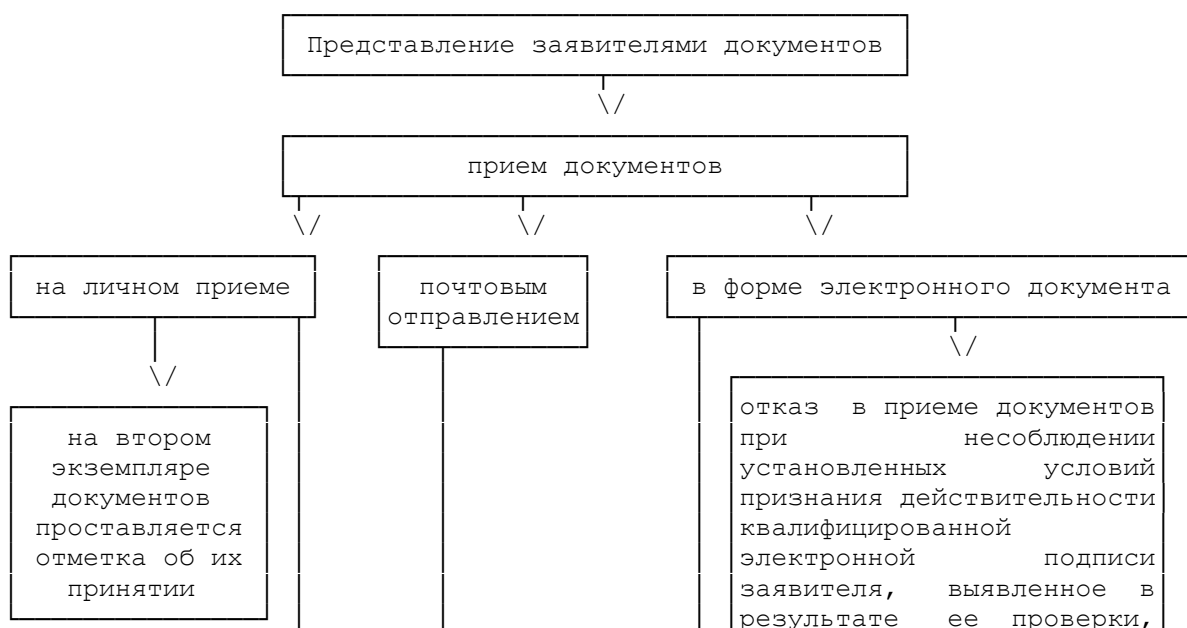 Представление заявителями документов
прием документов
на личном приеме
почтовым
отправлением
в форме электронного документа
на втором
экземпляре
документов
проставляется
отметка об их
принятии
отказ в приеме документов
при несоблюдении
установленных условий
признания действительности
квалифицированной
электронной подписи
заявителя, выявленное в
результате ее проверки,